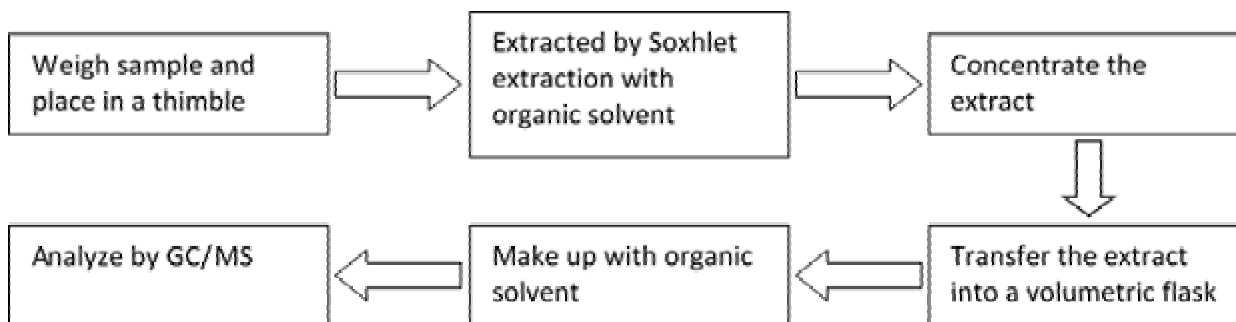 Weigh sample and
place in a thimble
Extracted by Soxhlet
extraction with
organic solvent
Concentrate the
extract
Transfer the extract
into a volumetric flask
Make up with organic
solvent
Analyze by GC/MS